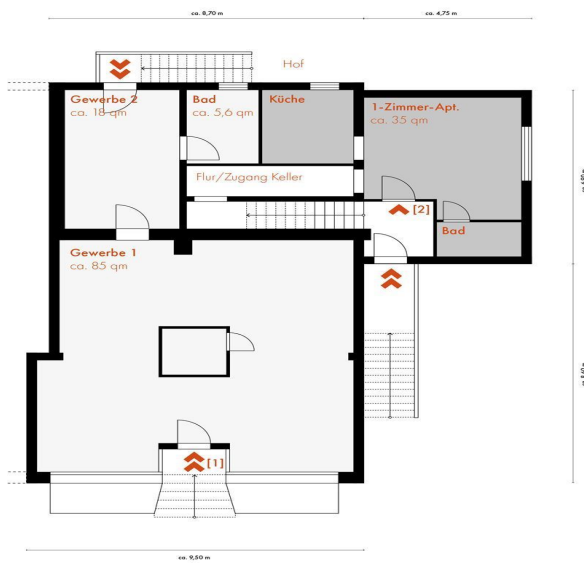 ca. 8,70 m
ca. 4,75 m
Hof
Gewerbe 2
ca. 18 qm
Bad
ca. 5,6 qm
Küche
1-Zimmer-Apt.
ca. 35 qm
Flur/Zugang Keller
[2]
Bad
Gewerbe 1
ca. 85 qm
[1]
ca. 9,50 m